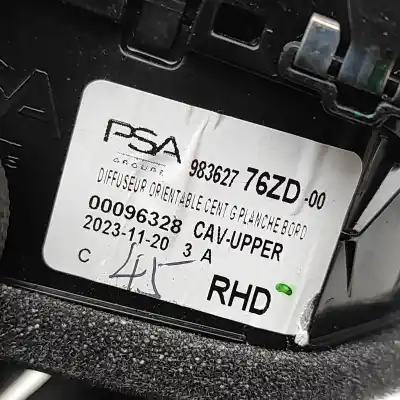 PSA
GROUPE
983627 76ZD-00
DIFFUSEUR ORIENTABLE CENT G PLANCHE BORD
00096328 CAV-UPPER
2023-11-20 3 A
C 45
RHD